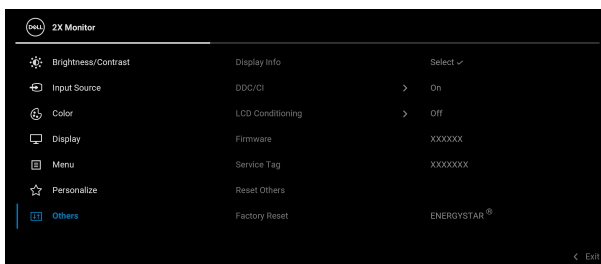 DELL 2X Monitor
Brightness/Contrast Display Info Select ✓
Input Source DDC/CI > On
Color LCD Conditioning > Off
Display Firmware XXXXXX
Menu Service Tag XXXXXXX
Personalize Reset Others
Others Factory Reset ENERGYSTAR ®
< Exit